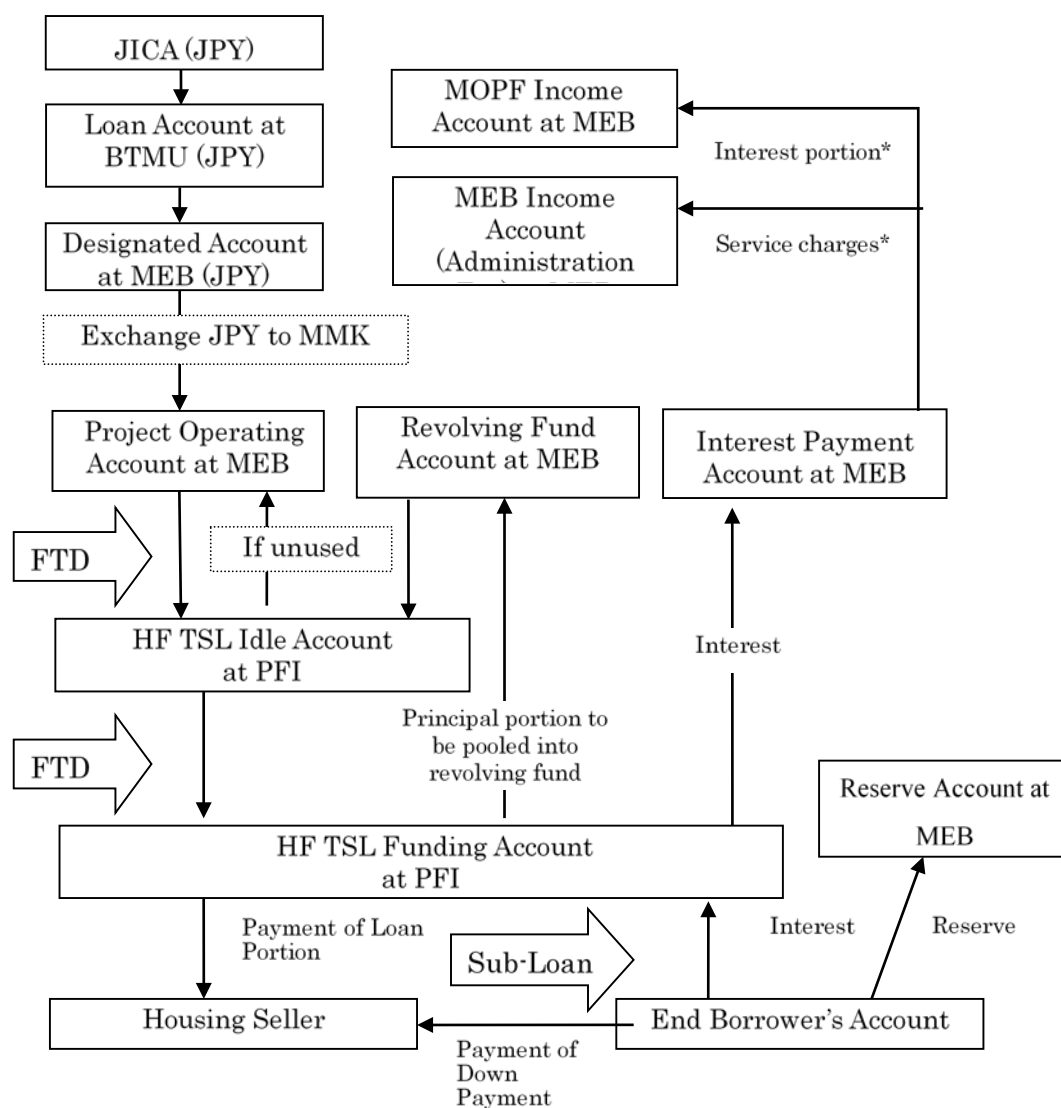 JICA (JPY)
Loan Account at
BTMU (JPY)
Designated Account
at MEB (JPY)
Exchange JPY to MMK
MOPF Income
Account at MEB
Interest portion*
MEB Income
Account
(Administration
Service charges*
Project Operating
Account at MEB
Revolving Fund
Account at MEB
Interest Payment
Account at MEB
FTD
If unused
HF TSL Idle Account
at PFI
Interest
FTD
Principal portion to
be pooled into
revolving fund
Reserve Account at
MEB
HF TSL Funding Account
at PFI
Payment of Loan
Portion
Sub-Loan
Interest
Reserve
Housing Seller
End Borrower's Account
Payment of
Down
Payment